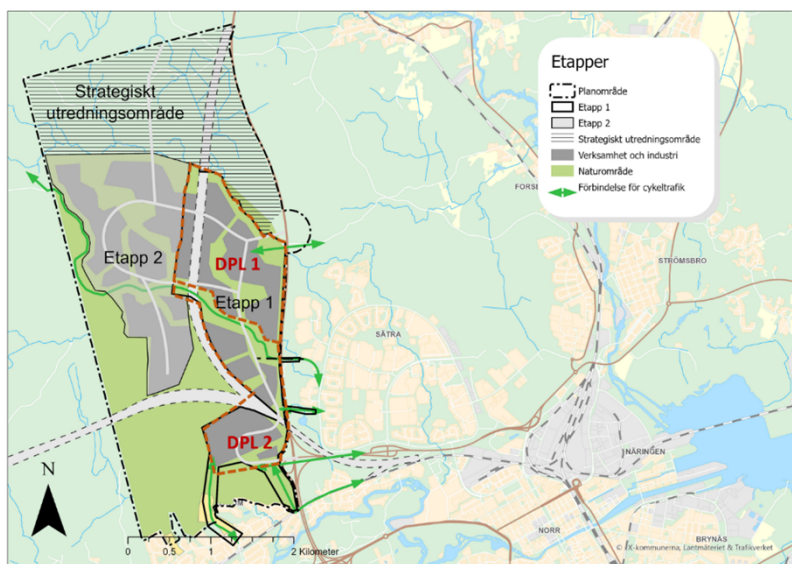 Strategiskt
utredningsområde
Etapper
Planområde
Etapp 1
Etapp 2
Strategiskt utredningsområde
Verksamhet och industri
Naturområde
Förbindelse för cykeltrafik
FORSB
STRÖMSBRO
Etapp 2
DPL 1
Etapp 1
SÄTRA
DPL 2
NÄRINGEN
N
NORR
BRYNÄS
0 0.5 1 2 Kilometer
© X-kommunerna, Lantmäteriet & Trafikverket